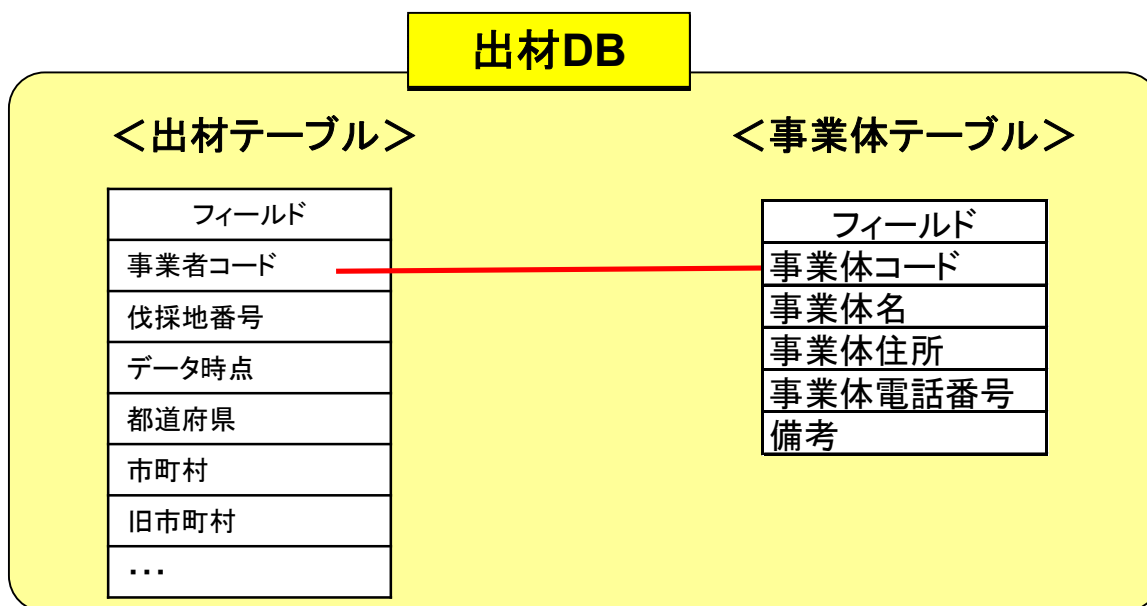 出材DB
＜出材テーブル＞
フィールド
事業者コード
伐採地番号
データ時点
都道府県
市町村
旧市町村
・・・
＜事業体テーブル＞
フィールド
事業体コード
事業体名
事業体住所
事業体電話番号
備考